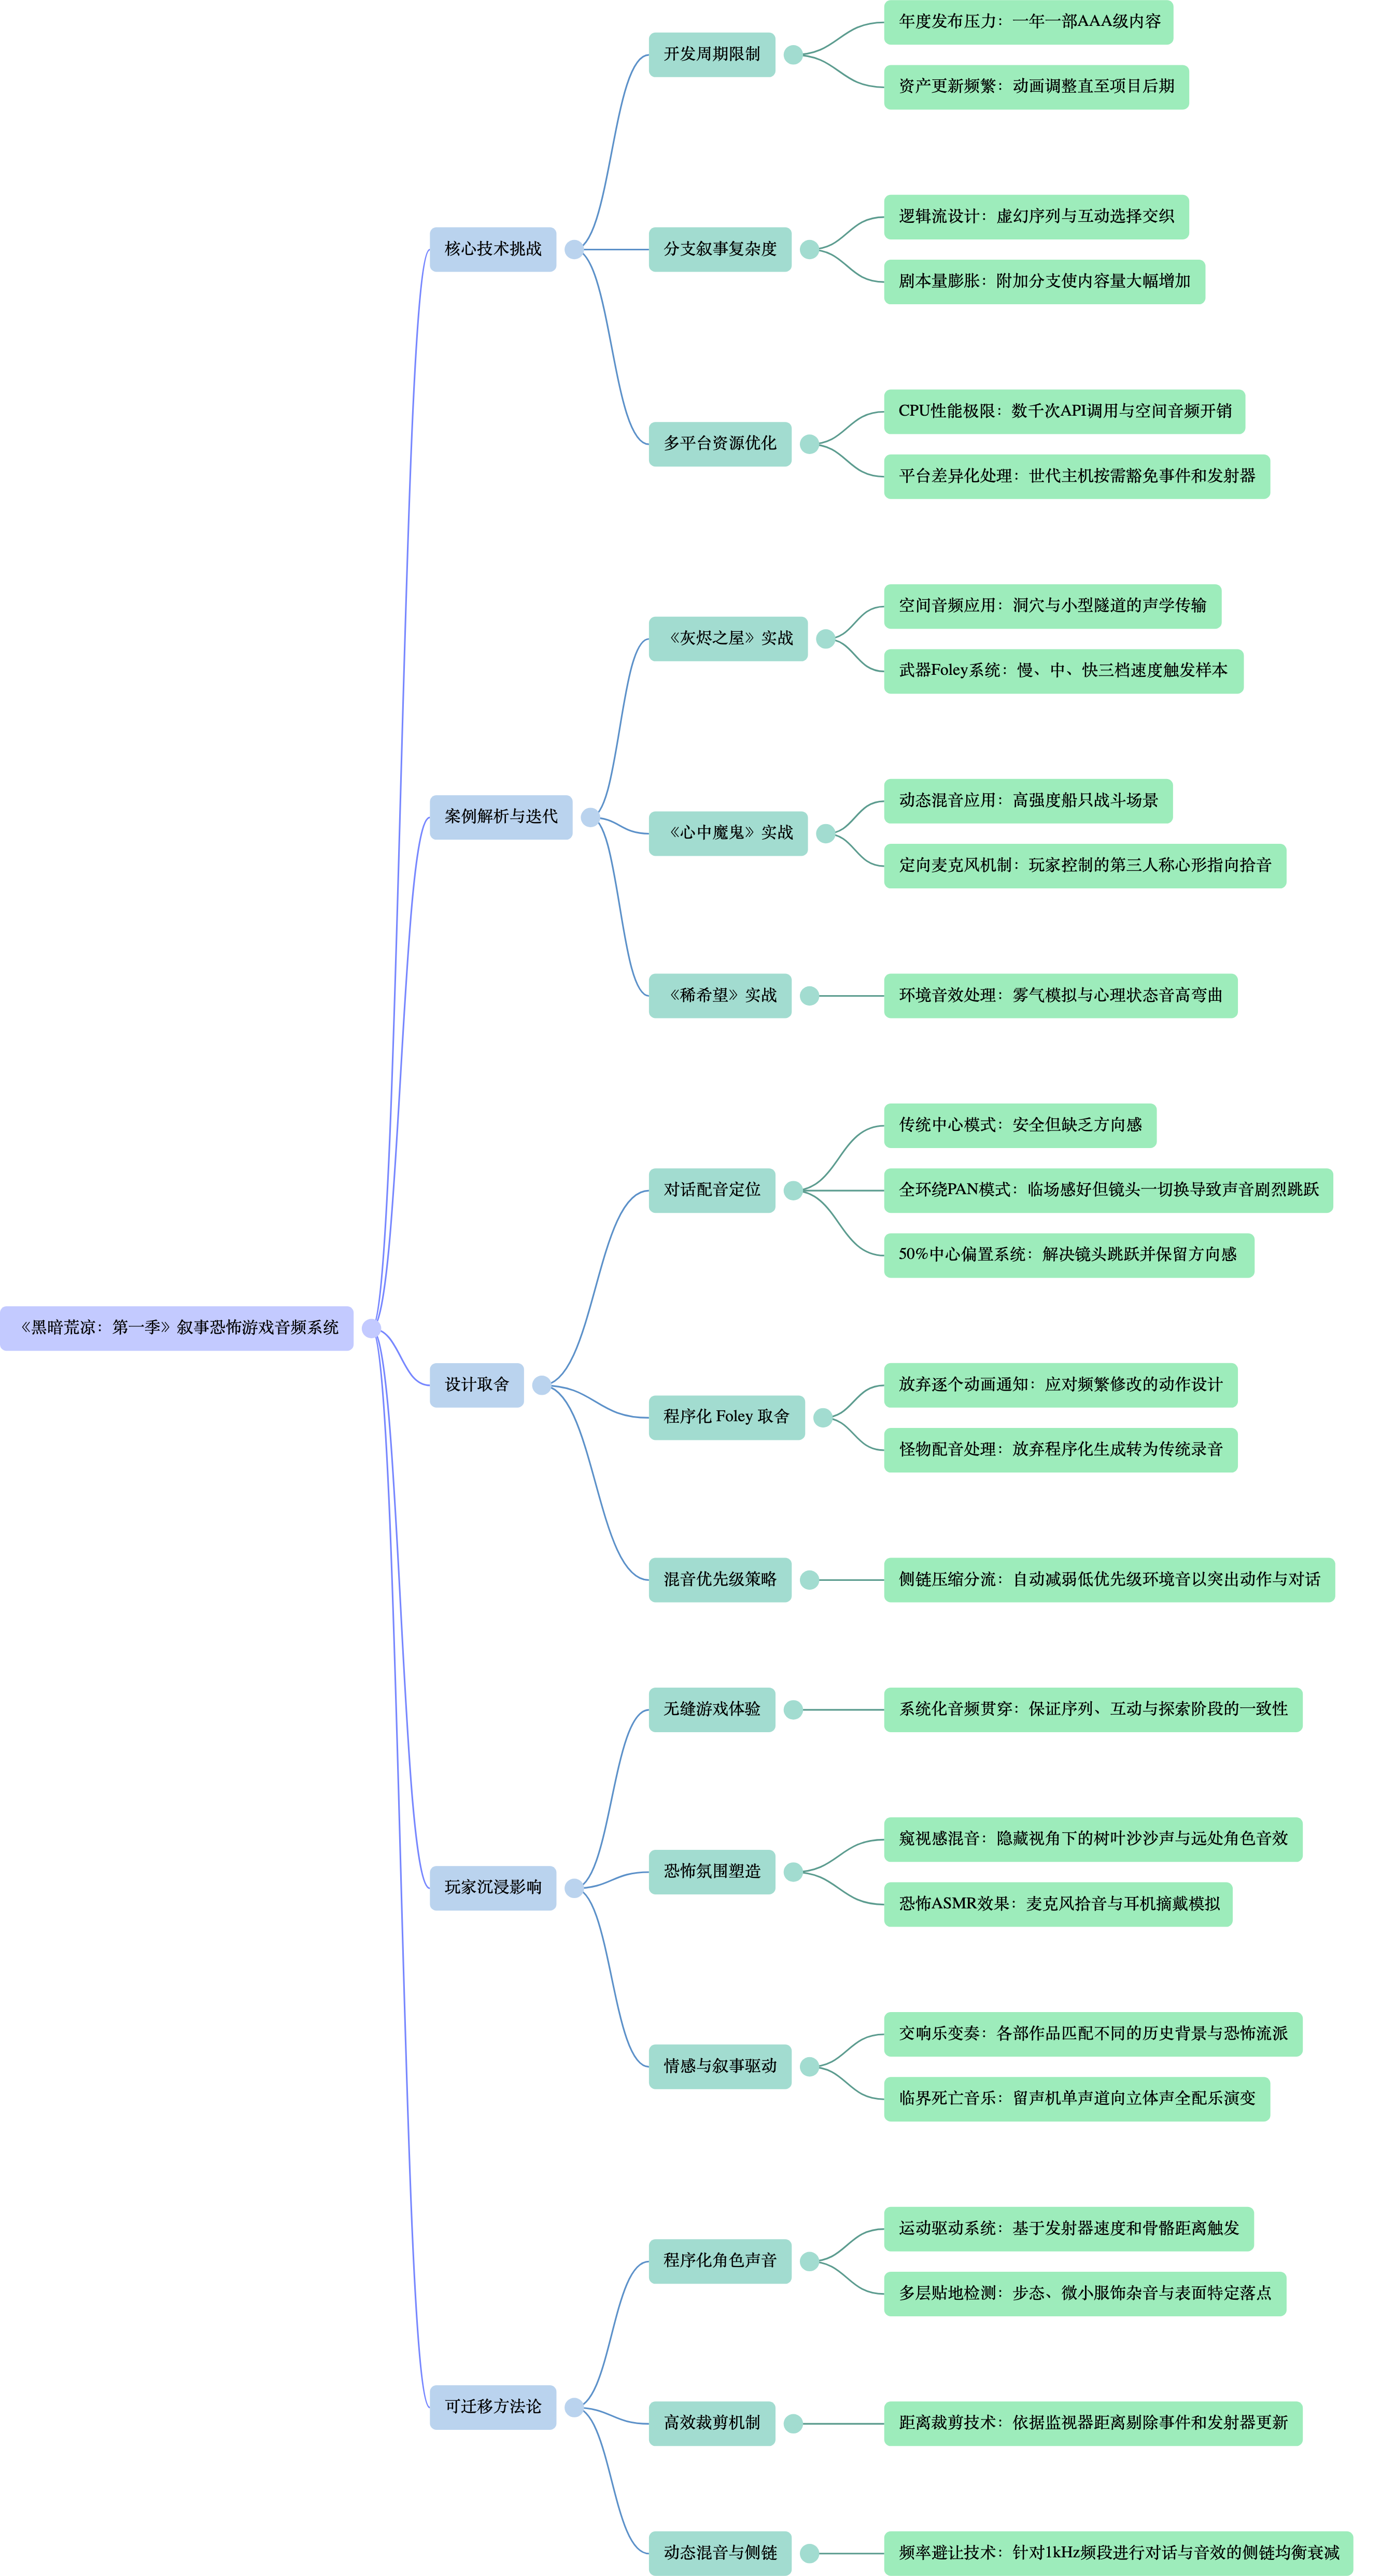 《黑暗荒凉：第一季》叙事恐怖游戏音频系统
核心技术挑战
开发周期限制
年度发布压力：一年一部AAA级内容
资产更新频繁：动画调整直至项目后期
分支叙事复杂度
逻辑流设计：虚幻序列与互动选择交织
剧本量膨胀：附加分支使内容量大幅增加
多平台资源优化
CPU性能极限：数千次API调用与空间音频开销
平台差异化处理：世代主机按需豁免事件和发射器
案例解析与迭代
《灰烬之屋》实战
空间音频应用：洞穴与小型隧道的声学传输
武器Foley系统：慢、中、快三档速度触发样本
《心中魔鬼》实战
动态混音应用：高强度船只战斗场景
定向麦克风机制：玩家控制的第三人称心形指向拾音
《稀希望》实战
环境音效处理：雾气模拟与心理状态音高弯曲
设计取舍
对话配音定位
传统中心模式：安全但缺乏方向感
全环绕PAN模式：临场感好但镜头一切换导致声音剧烈跳跃
50%中心偏置系统：解决镜头跳跃并保留方向感
程序化 Foley 取舍
放弃逐个动画通知：应对频繁修改的动作设计
怪物配音处理：放弃程序化生成转为传统录音
混音优先级策略
侧链压缩分流：自动减弱低优先级环境音以突出动作与对话
玩家沉浸影响
无缝游戏体验
系统化音频贯穿：保证序列、互动与探索阶段的一致性
恐怖氛围塑造
窥视感混音：隐藏视角下的树叶沙沙声与远处角色音效
恐怖ASMR效果：麦克风拾音与耳机摘戴模拟
情感与叙事驱动
交响乐变奏：各部作品匹配不同的历史背景与恐怖流派
临界死亡音乐：留声机单声道向立体声全配乐演变
可迁移方法论
程序化角色声音
运动驱动系统：基于发射器速度和骨骼距离触发
多层贴地检测：步态、微小服饰杂音与表面特定落点
高效裁剪机制
距离裁剪技术：依据监视器距离剔除事件和发射器更新
动态混音与侧链
频率避让技术：针对1kHz频段进行对话与音效的侧链均衡衰减